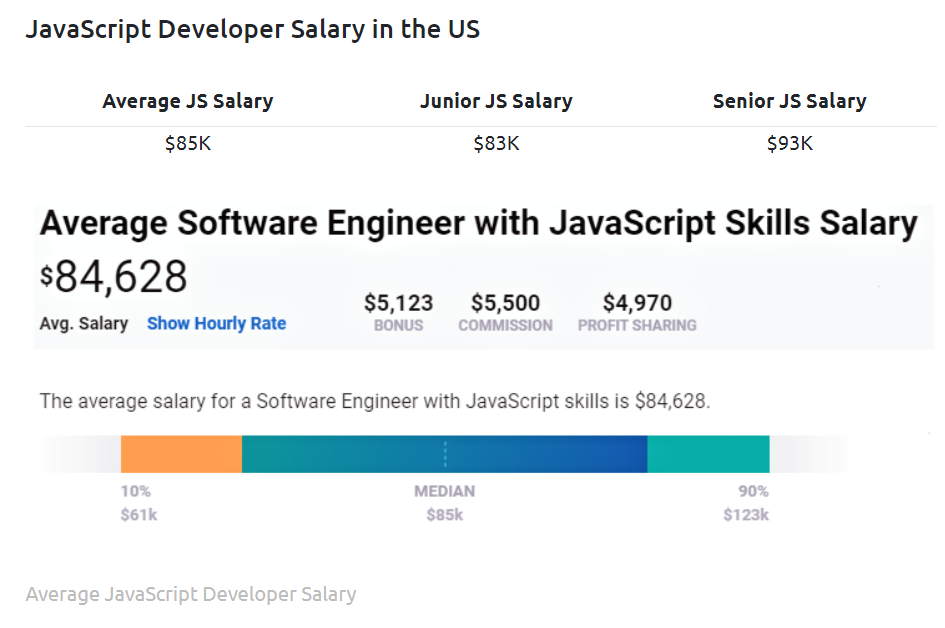 JavaScript Developer Salary in the US
Average JS Salary Junior JS Salary Senior JS Salary
$85K $83K $93K
Average Software Engineer with JavaScript Skills Salary
$84,628
$5,123 $5,500 $4,970
Avg. Salary Show Hourly Rate BONUS COMMISSION PROFIT SHARING
The average salary for a Software Engineer with JavaScript skills is $84,628.
10% MEDIAN 90%
$61k $85k $123k
Average JavaScript Developer Salary